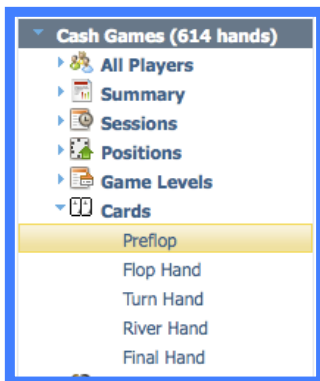 Cash Games (614 hands)
All Players
Summary
Sessions
Positions
Game Levels
Cards
Preflop
Flop Hand
Turn Hand
River Hand
Final Hand